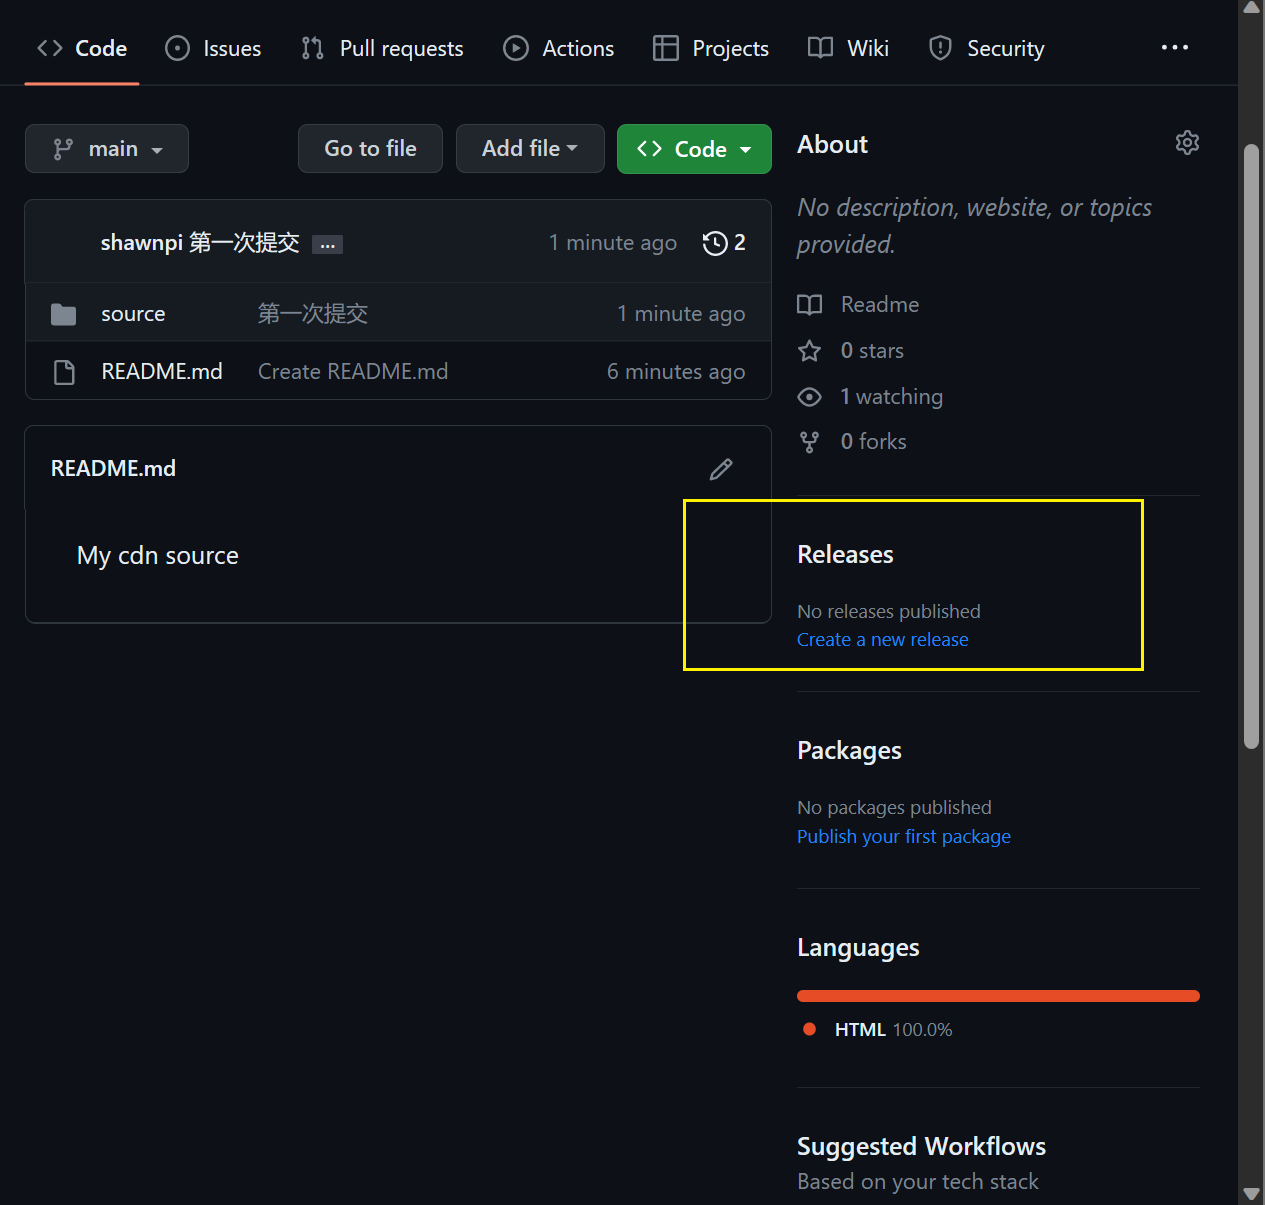 Code Issues Pull requests Actions Projects Wiki Security ...
main Go to file Add file Code
shawnpi 第一次提交 ... 1 minute ago 2
source 第一次提交 1 minute ago
README.md Create README.md 6 minutes ago
README.md
My cdn source
About
No description, website, or topics
provided.
Readme
0 stars
1 watching
0 forks
Releases
No releases published
Create a new release
Packages
No packages published
Publish your first package
Languages
HTML 100.0%
Suggested Workflows
Based on your tech stack